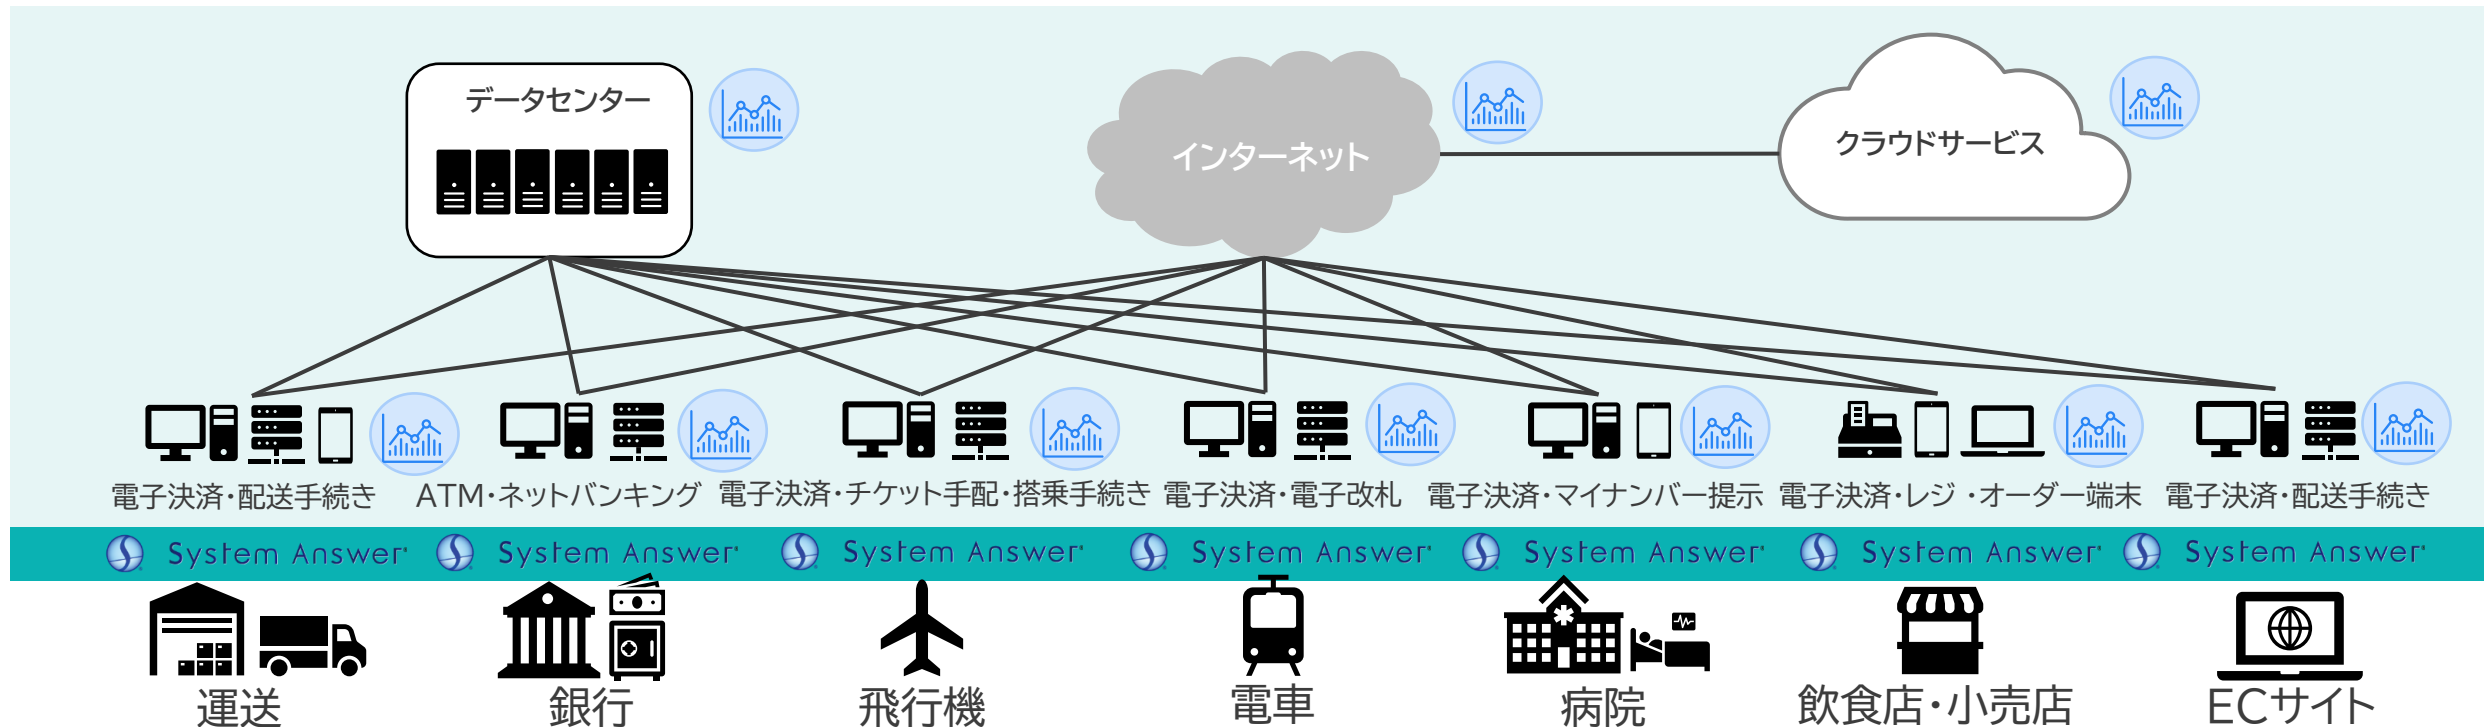 データセンター
インターネット
クラウドサービス
電子決済・配送手続き
ATM・ネットバンキング
電子決済・チケット手配・搭乗手続き
電子決済・電子改札
電子決済・マイナンバー提示
電子決済・レジ・オーダー端末
電子決済・配送手続き
System Answer
System Answer
System Answer
System Answer
System Answer
System Answer
System Answer
運送
銀行
飛行機
電車
病院
飲食店・小売店
ECサイト